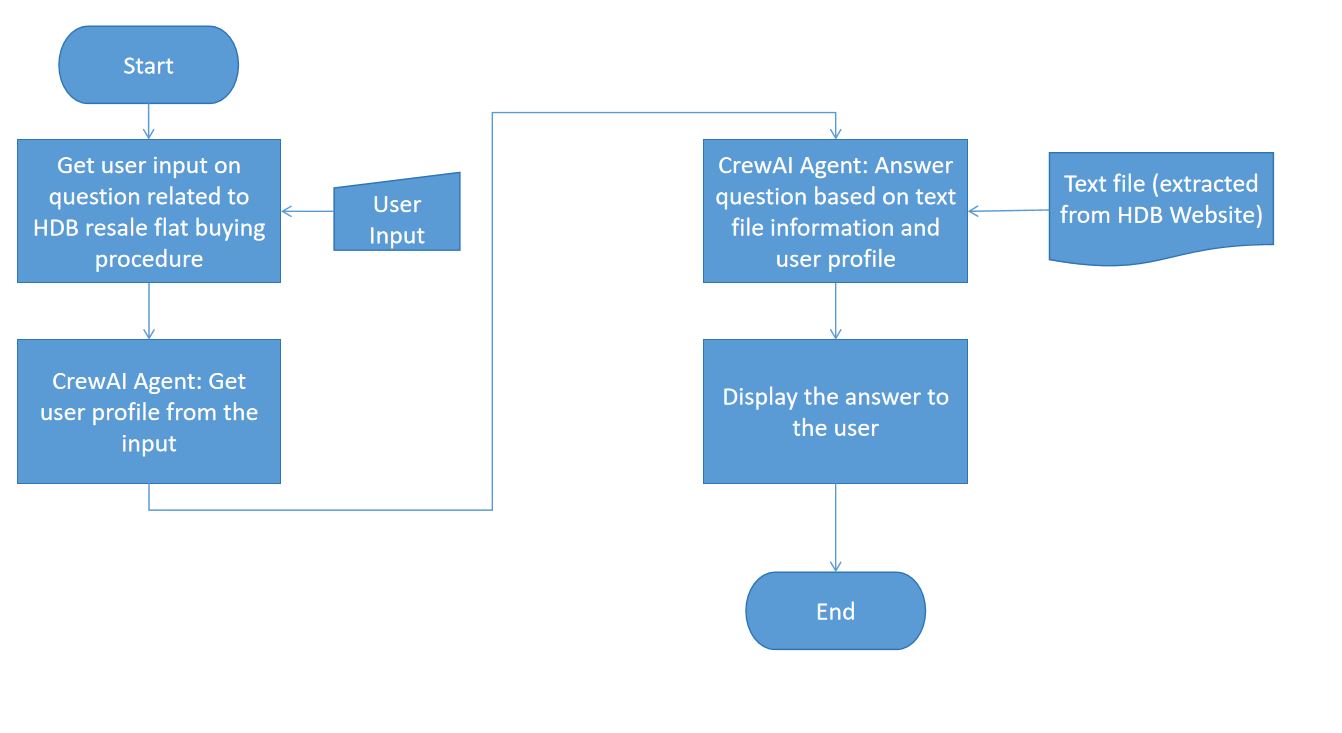 Start
Get user input on
question related to
HDB resale flat buying
procedure
User
Input
CrewAI Agent: Get
user profile from the
input
CrewAI Agent: Answer
question based on text
file information and
user profile
Text file (extracted
from HDB Website)
Display the answer to
the user
End